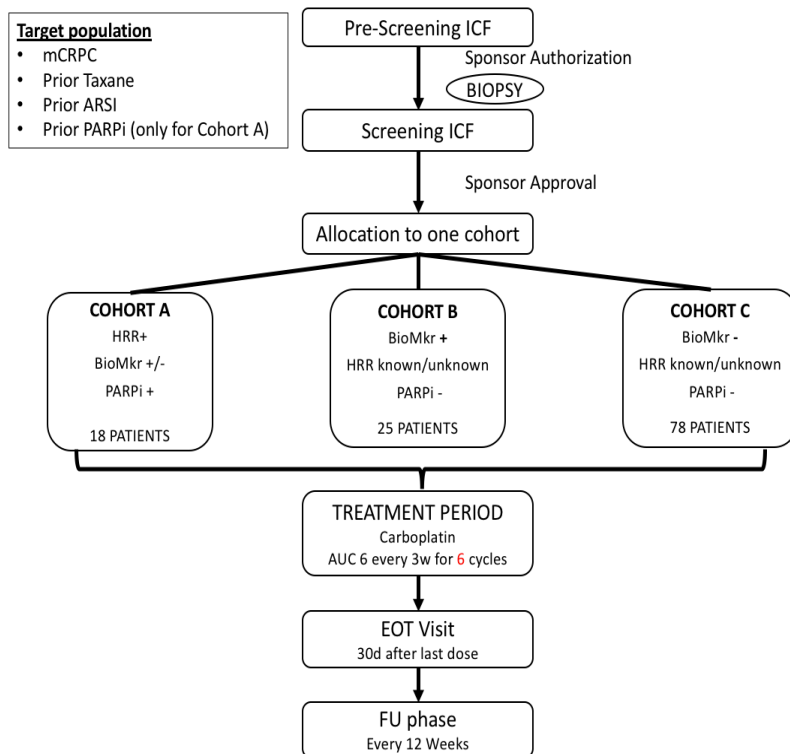 Target population
• mCRPC
• Prior Taxane
• Prior ARSI
• Prior PARPi (only for Cohort A)
Pre-Screening ICF
Sponsor Authorization
BIOPSY
Screening ICF
Sponsor Approval
Allocation to one cohort
COHORT A
HRR+
BioMkr +/-
PARPi +
18 PATIENTS
COHORT B
BioMkr +
HRR known/unknown
PARPi -
25 PATIENTS
COHORT C
BioMkr -
HRR known/unknown
PARPi -
78 PATIENTS
TREATMENT PERIOD
Carboplatin
AUC 6 every 3w for 6 cycles
EOT Visit
30d after last dose
FU phase
Every 12 Weeks